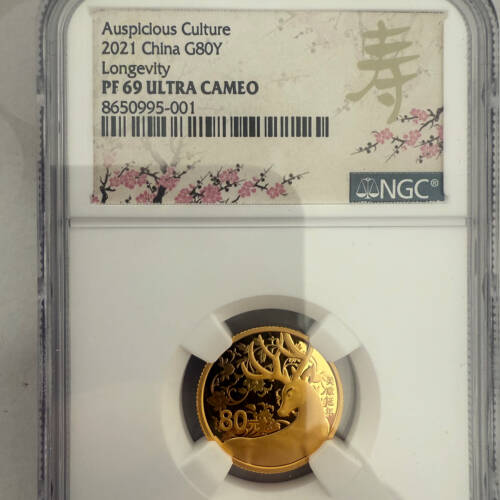 Auspicious Culture
2021 China G80Y
Longevity
PF 69 ULTRA CAMEO
8650995-001
寿
NGC®
80元